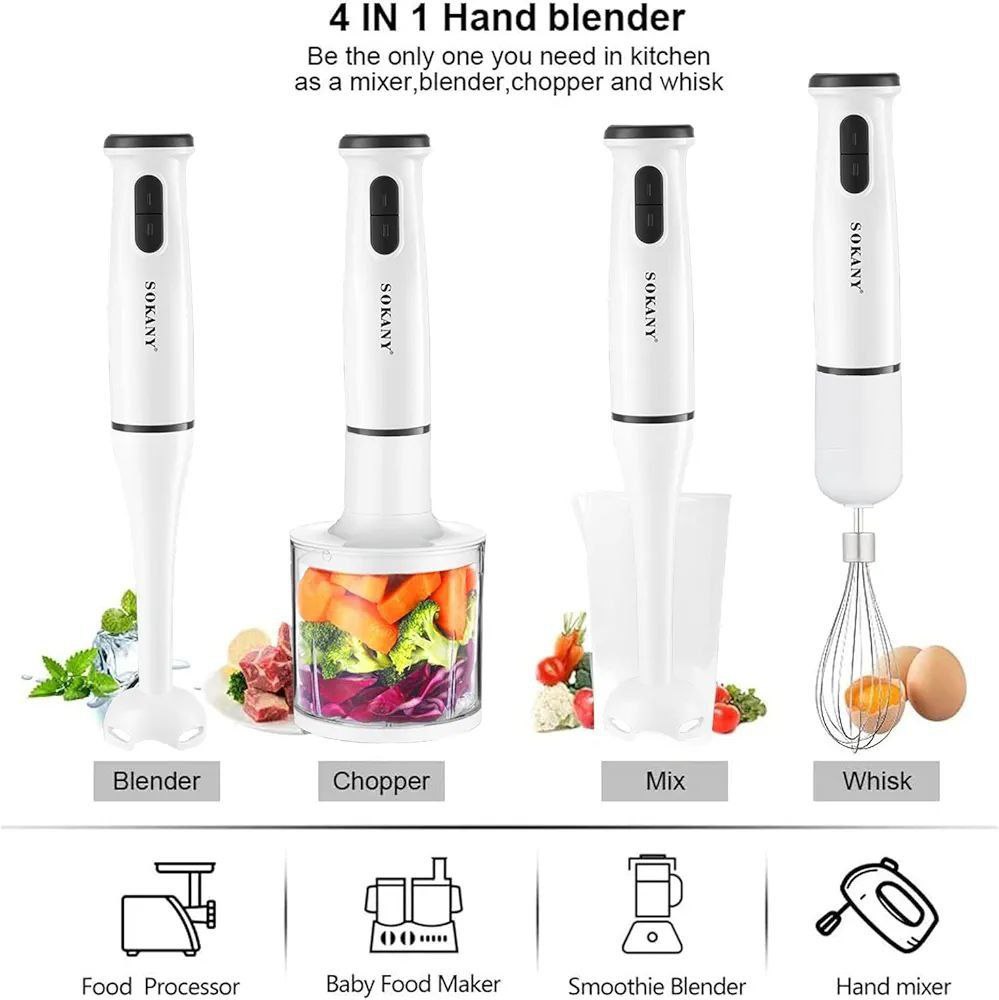 4 IN 1 Hand blender
Be the only one you need in kitchen
as a mixer,blender,chopper and whisk
SOKANY®
SOKANY®
SOKANY®
SOKANY®
Blender
Chopper
Mix
Whisk
Food Processor
Baby Food Maker
Smoothie Blender
Hand mixer